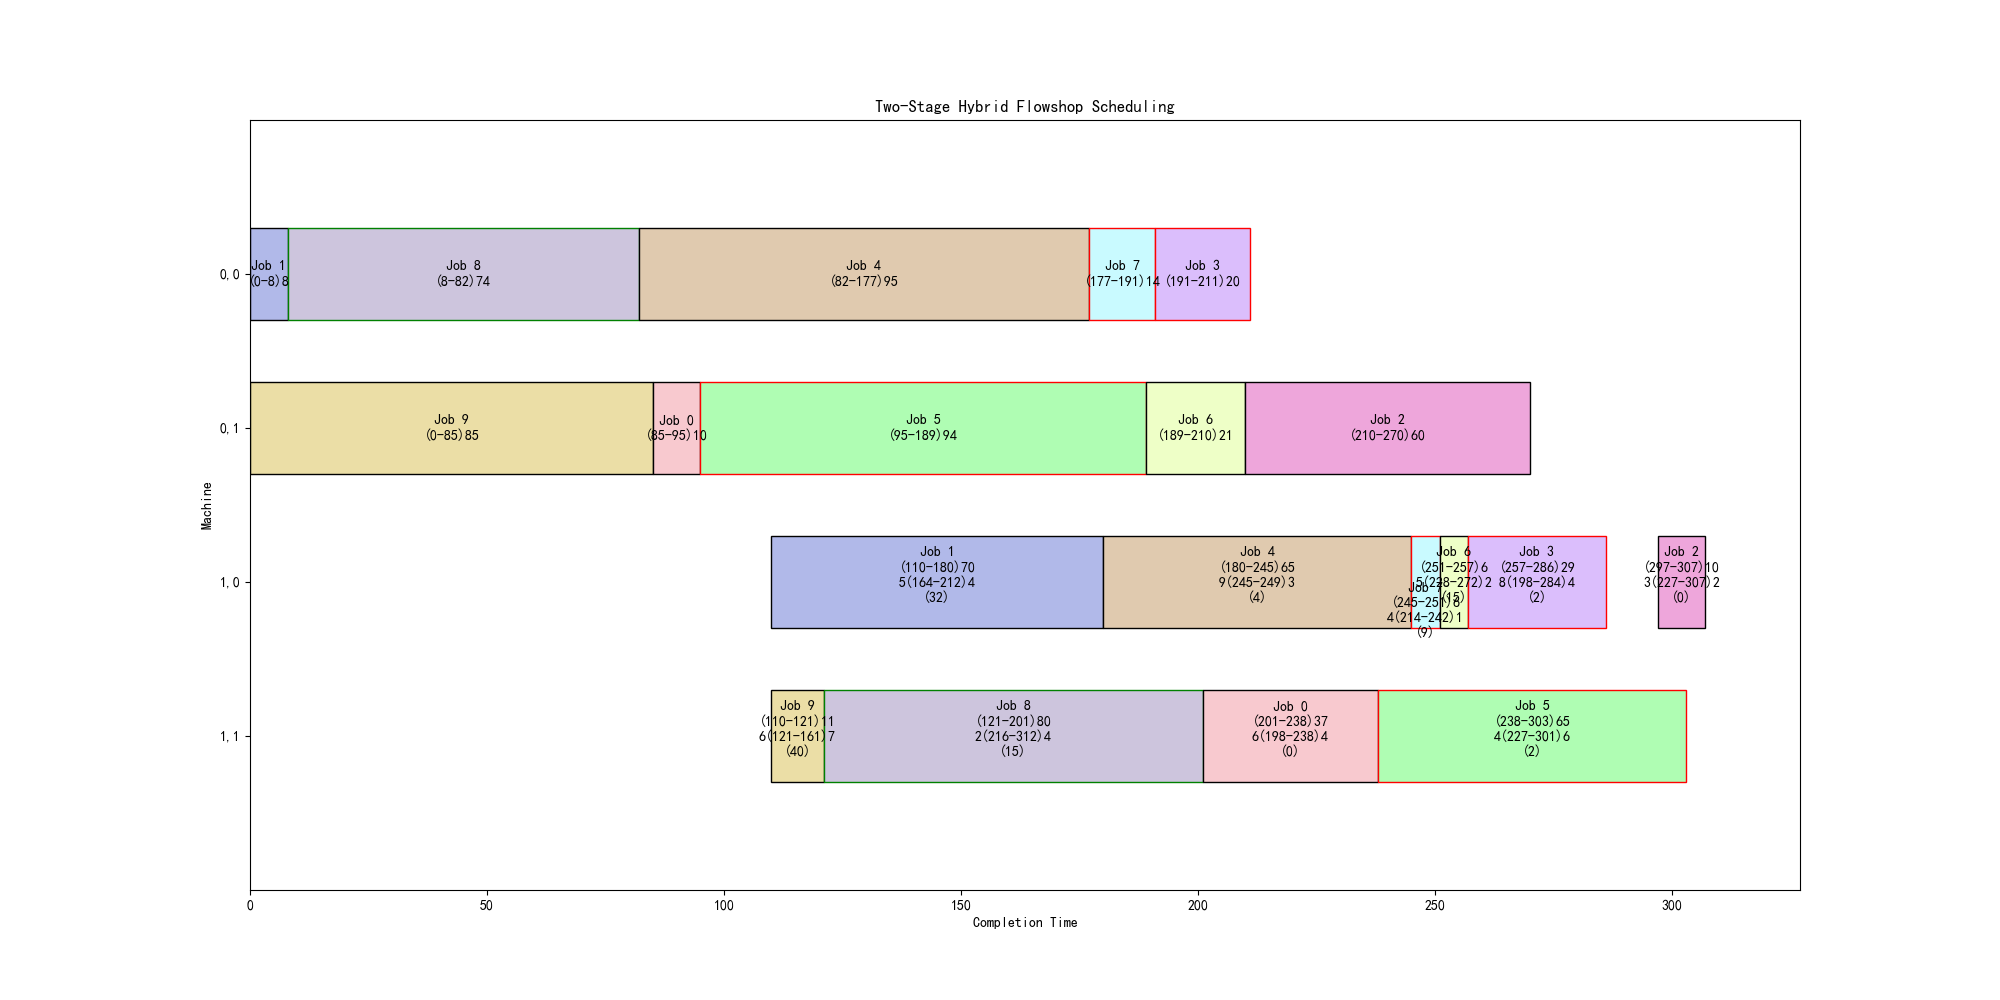 Two-Stage Hybrid Flowshop Scheduling
0,0
Job 1
(0-8)8
Job 8
(8-82)74
Job 4
(82-177)95
Job 7
(177-191)14
Job 3
(191-211)20
0,1
Job 9
(0-85)85
Job 0
(85-95)10
Job 5
(95-189)94
Job 6
(189-210)21
Job 2
(210-270)60
Machine
1,0
Job 1
(110-180)70
5(164-212)4
(32)
Job 4
(180-245)65
9(245-249)3
(4)
Job
(245-251)6
4(214-242)1
(9)
Job 6
(251-257)6
5(228-272)2
(15)
Job 3
(257-286)29
8(198-284)4
(2)
Job 2
(297-307)10
3(227-307)2
(0)
1,1
Job 9
(110-121)11
6(121-161)7
(40)
Job 8
(121-201)80
2(216-312)4
(15)
Job 0
(201-238)37
6(198-238)4
(0)
Job 5
(238-303)65
4(227-301)6
(2)
0
50
100
150
200
250
300
Completion Time